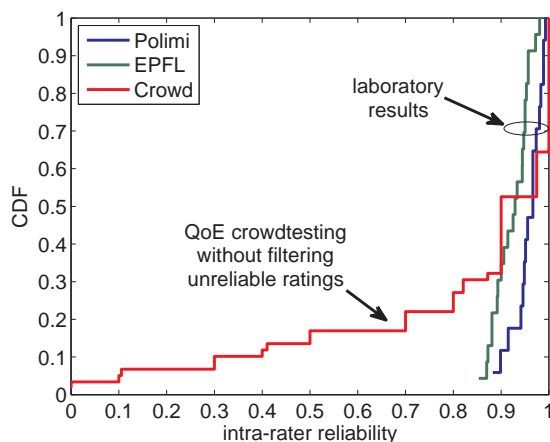 Polimi
EPFL
Crowd
laboratory
results
QoE crowdtesting
without filtering
unreliable ratings
CDF
1
0.9
0.8
0.7
0.6
0.5
0.4
0.3
0.2
0.1
0
0 0.1 0.2 0.3 0.4 0.5 0.6 0.7 0.8 0.9 1
intra-rater reliability